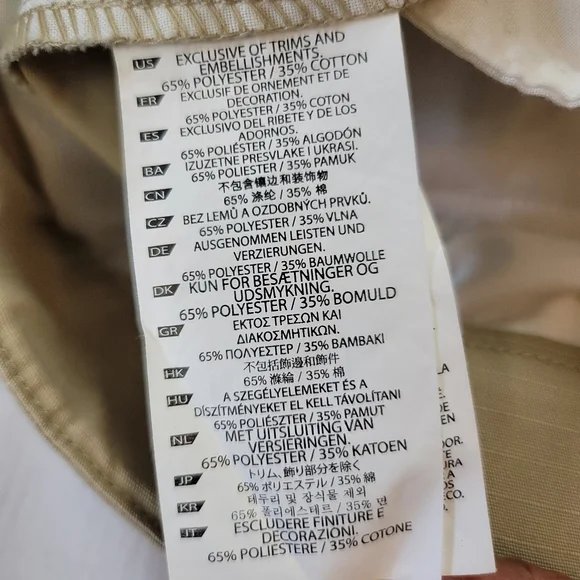 US EXCLUSIVE OF TRIMS AND
EMBELLISHMENTS.
65% POLYESTER / 35% COTTON
FR EXCLUSIF DE ORNEMENT ET DE
DECORATION.
65% POLYESTER / 35% COTON
ES EXCLUSIVO DEL RIBETE Y DE LOS
ADORNOS.
65% POLIÉSTER / 35% ALGODÓN
BA IZUZETNE PRESVLAKE I UKRASI.
65% POLIESTER / 35% PAMUK
CN 不包含镶边和装饰物
65% 涤纶 / 35% 棉
CZ BEZ LEMŮ A OZDOBNÝCH PRVKŮ.
65% POLYESTER / 35% VLNA
DE AUSGENOMMEN LEISTEN UND
VERZIERUNGEN.
65% POLYESTER / 35% BAUMWOLLE
DK KUN FOR BESÆTNINGER OG
UDSMYKNING.
65% POLYESTER / 35% BOMULD
GR ΕΚΤΟΣ ΤΡΕΣΩΝ ΚΑΙ
ΔΙΑΚΟΣΜΗΤΙΚΩΝ.
65% ΠΟΛΥΕΣΤΕΡ / 35% BAMBAKI
HK 不包括飾邊和飾件
65% 滌綸 / 35% 棉
HU A SZEGÉLYELEMEKET ÉS A
DÍSZÍTMÉNYEKET EL KELL TÁVOLÍTANI
65% POLIÉSZTER / 35% PAMUT
NL MET UITSLUITING VAN
VERSIERINGEN.
65% POLYESTER / 35% KATOEN
JP トリム、飾り部分を除く
65% ポリエステル / 35% 綿
KR 테두리 및 장식물 제외
65% 폴리에스테르 / 35% 면
IT ESCLUDERE FINITURE E
DECORAZIONI.
65% POLIESTERE / 35% COTONE